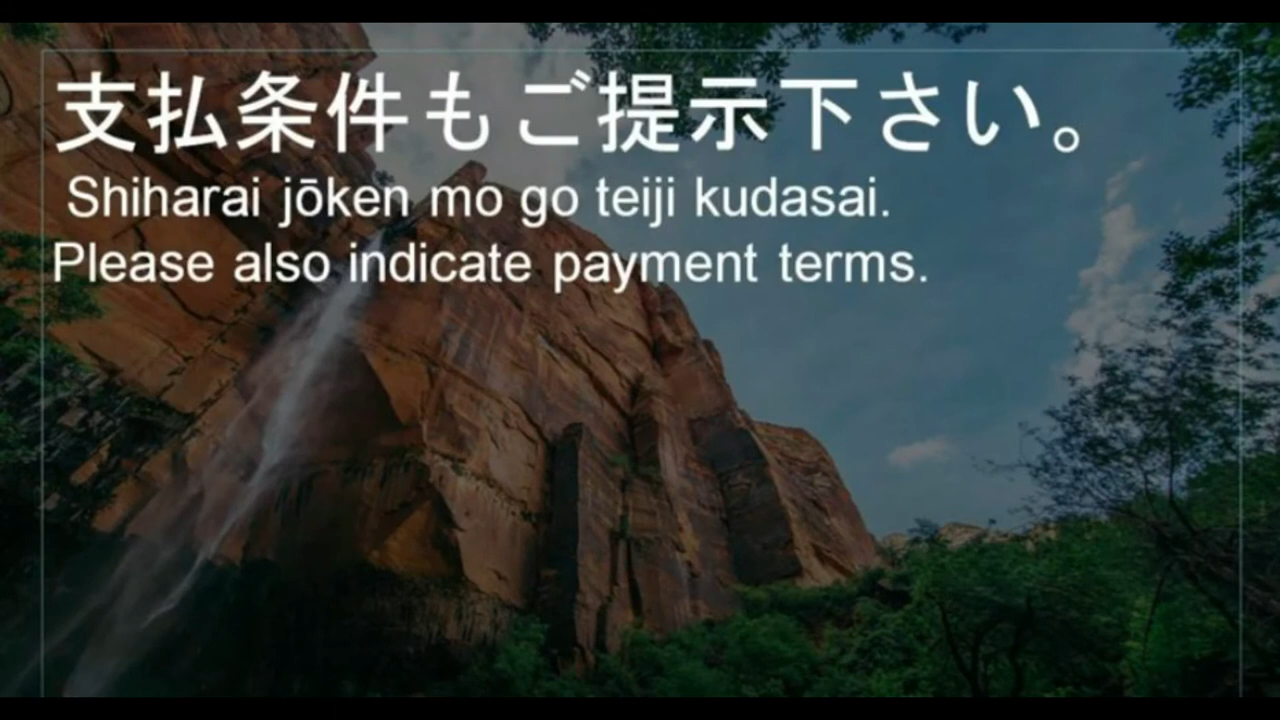 支払条件もご提示下さい。
Shiharai jōken mo go teiji kudasai.
Please also indicate payment terms.